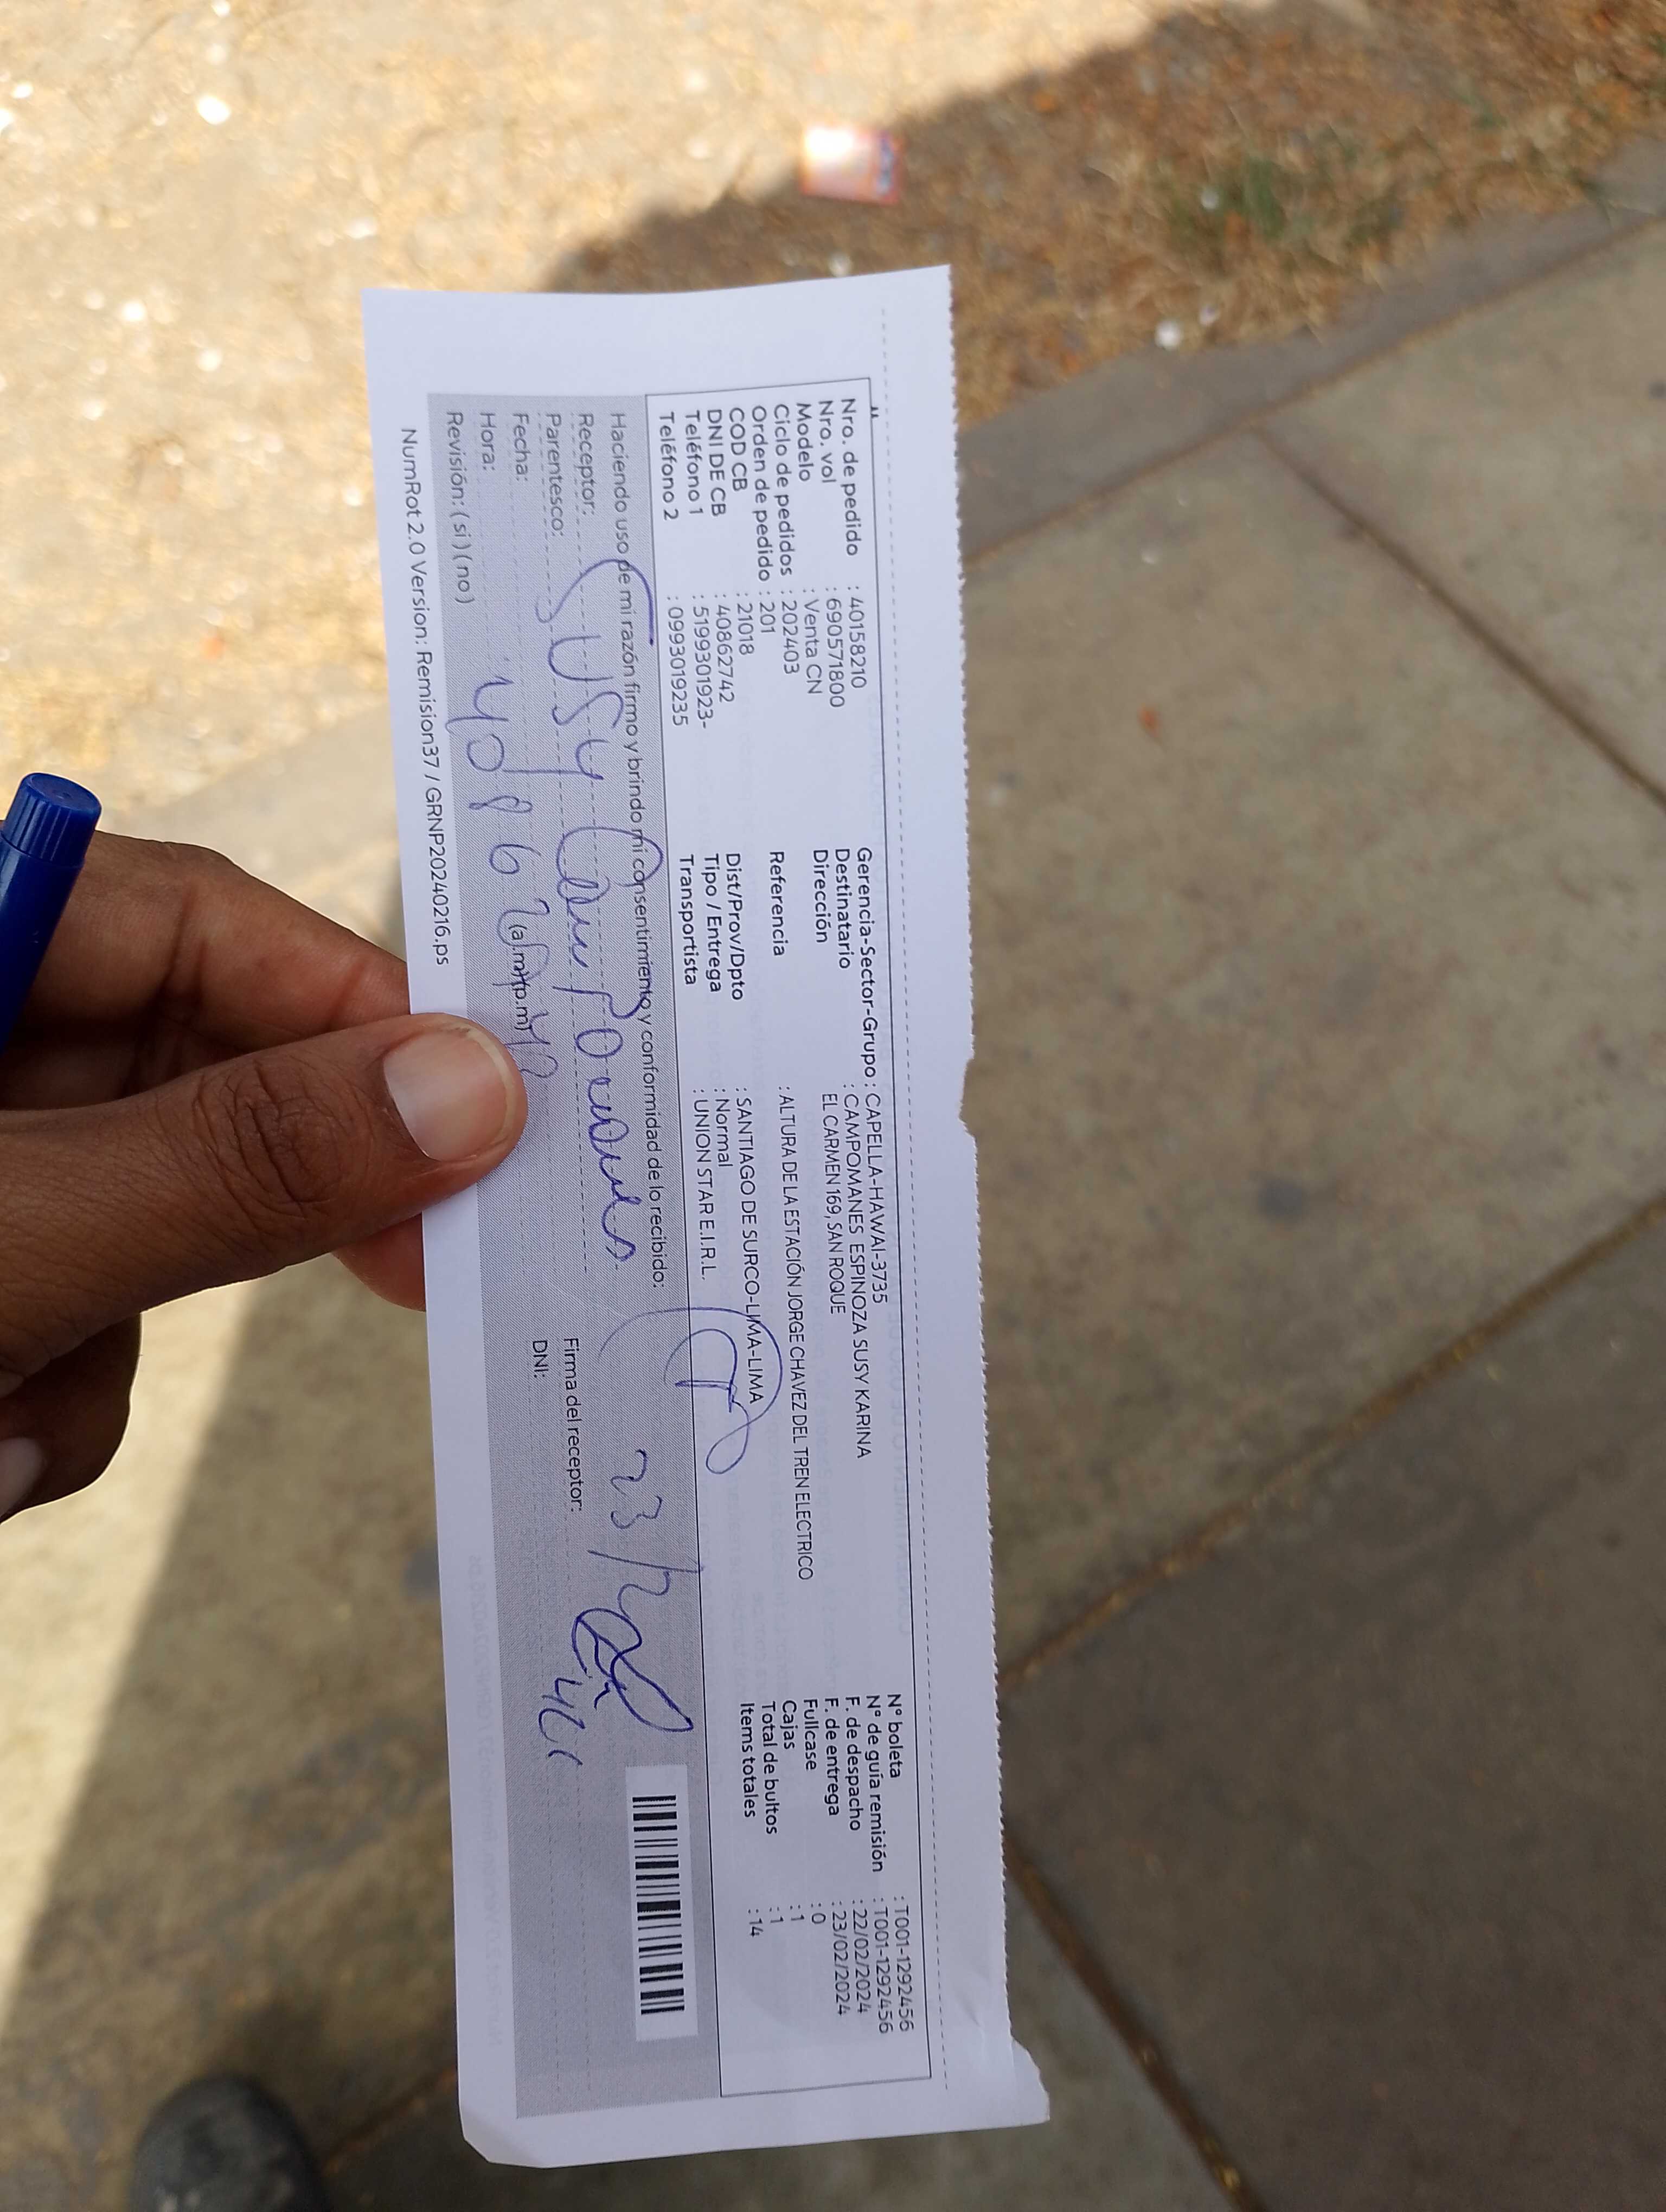 Nro. de pedido : 40158210
Nro. vol : 690571800
Modelo : Venta CN
Ciclo de pedidos : 202403
Orden de pedido : 201
COD CB : 21018
DNI DE CB : 40862742
Teléfono 1 : 5199301923-
Teléfono 2 : 0993019235
Gerencia-Sector-Grupo : CAPELLA-HAWAI-3735
Destinatario : CAMPOMANES ESPINOZA SUSY KARINA
Dirección EL CARMEN 169, SAN ROQUE
Referencia : ALTURA DE LA ESTACIÓN JORGE CHAVEZ DEL TREN ELECTRICO
Dist/Prov/Dpto : SANTIAGO DE SURCO-LIMA-LIMA
Tipo / Entrega : Normal
Transportista : UNION STAR E.I.R.L.
N° boleta : T001-1292456
N° de guía remisión : T001-1292456
F. de despacho : 22/02/2024
F. de entrega : 23/02/2024
Fullcase : 0
Cajas : 1
Total de bultos : 1
Items totales : 14
Haciendo uso de mi razón firmo y brindo mi consentimiento y conformidad de lo recibido:
Receptor: Susy Campomanes
Parentesco:
Fecha:
Hora: (a.m)(p.m)
Revisión: ( si ) ( no )
Firma del receptor:
DNI:
NumRot 2.0 Version: Remision37 / GRNP20240216.ps